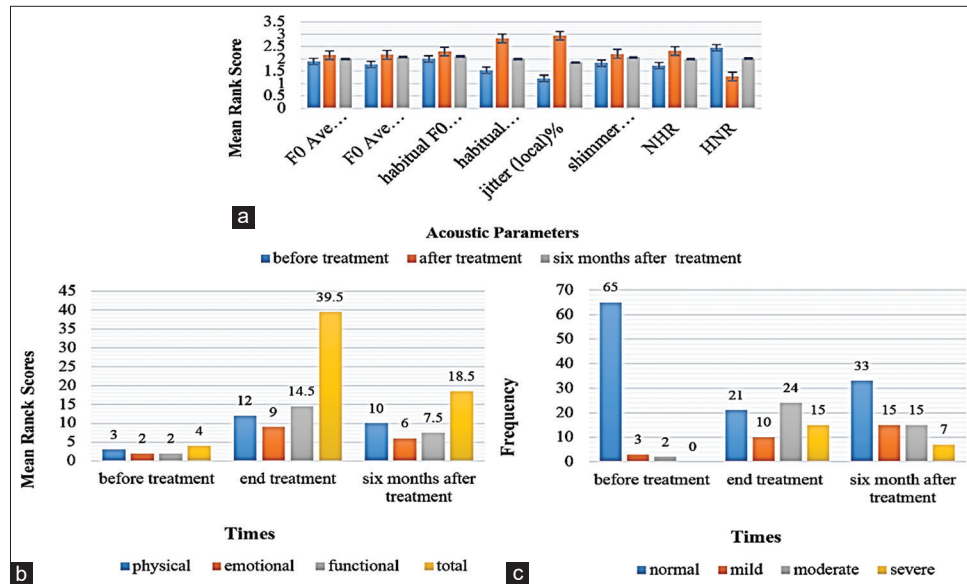 Mean Rank Score
3.5
3
2.5
2
1.5
1
0.5
0
F0 Ave...
F0 Ave...
habitual F0...
habitual...
jitter (local)%
shimmer...
NHR
HNR
a
Acoustic Parameters
before treatment
after treatment
six months after treatment
Mean Ranck Scores
45
40
35
30
25
20
15
10
5
0
3
2
2
4
12
9
14.5
39.5
10
6
7.5
18.5
before treatment
end treatment
six months after
treatment
Times
physical
emotional
functional
total
b
Frequency
70
60
50
40
30
20
10
0
65
3
2
0
21
10
24
15
33
15
15
7
before treatment
end treatment
six month after
treatment
Times
normal
mild
moderate
severe
c